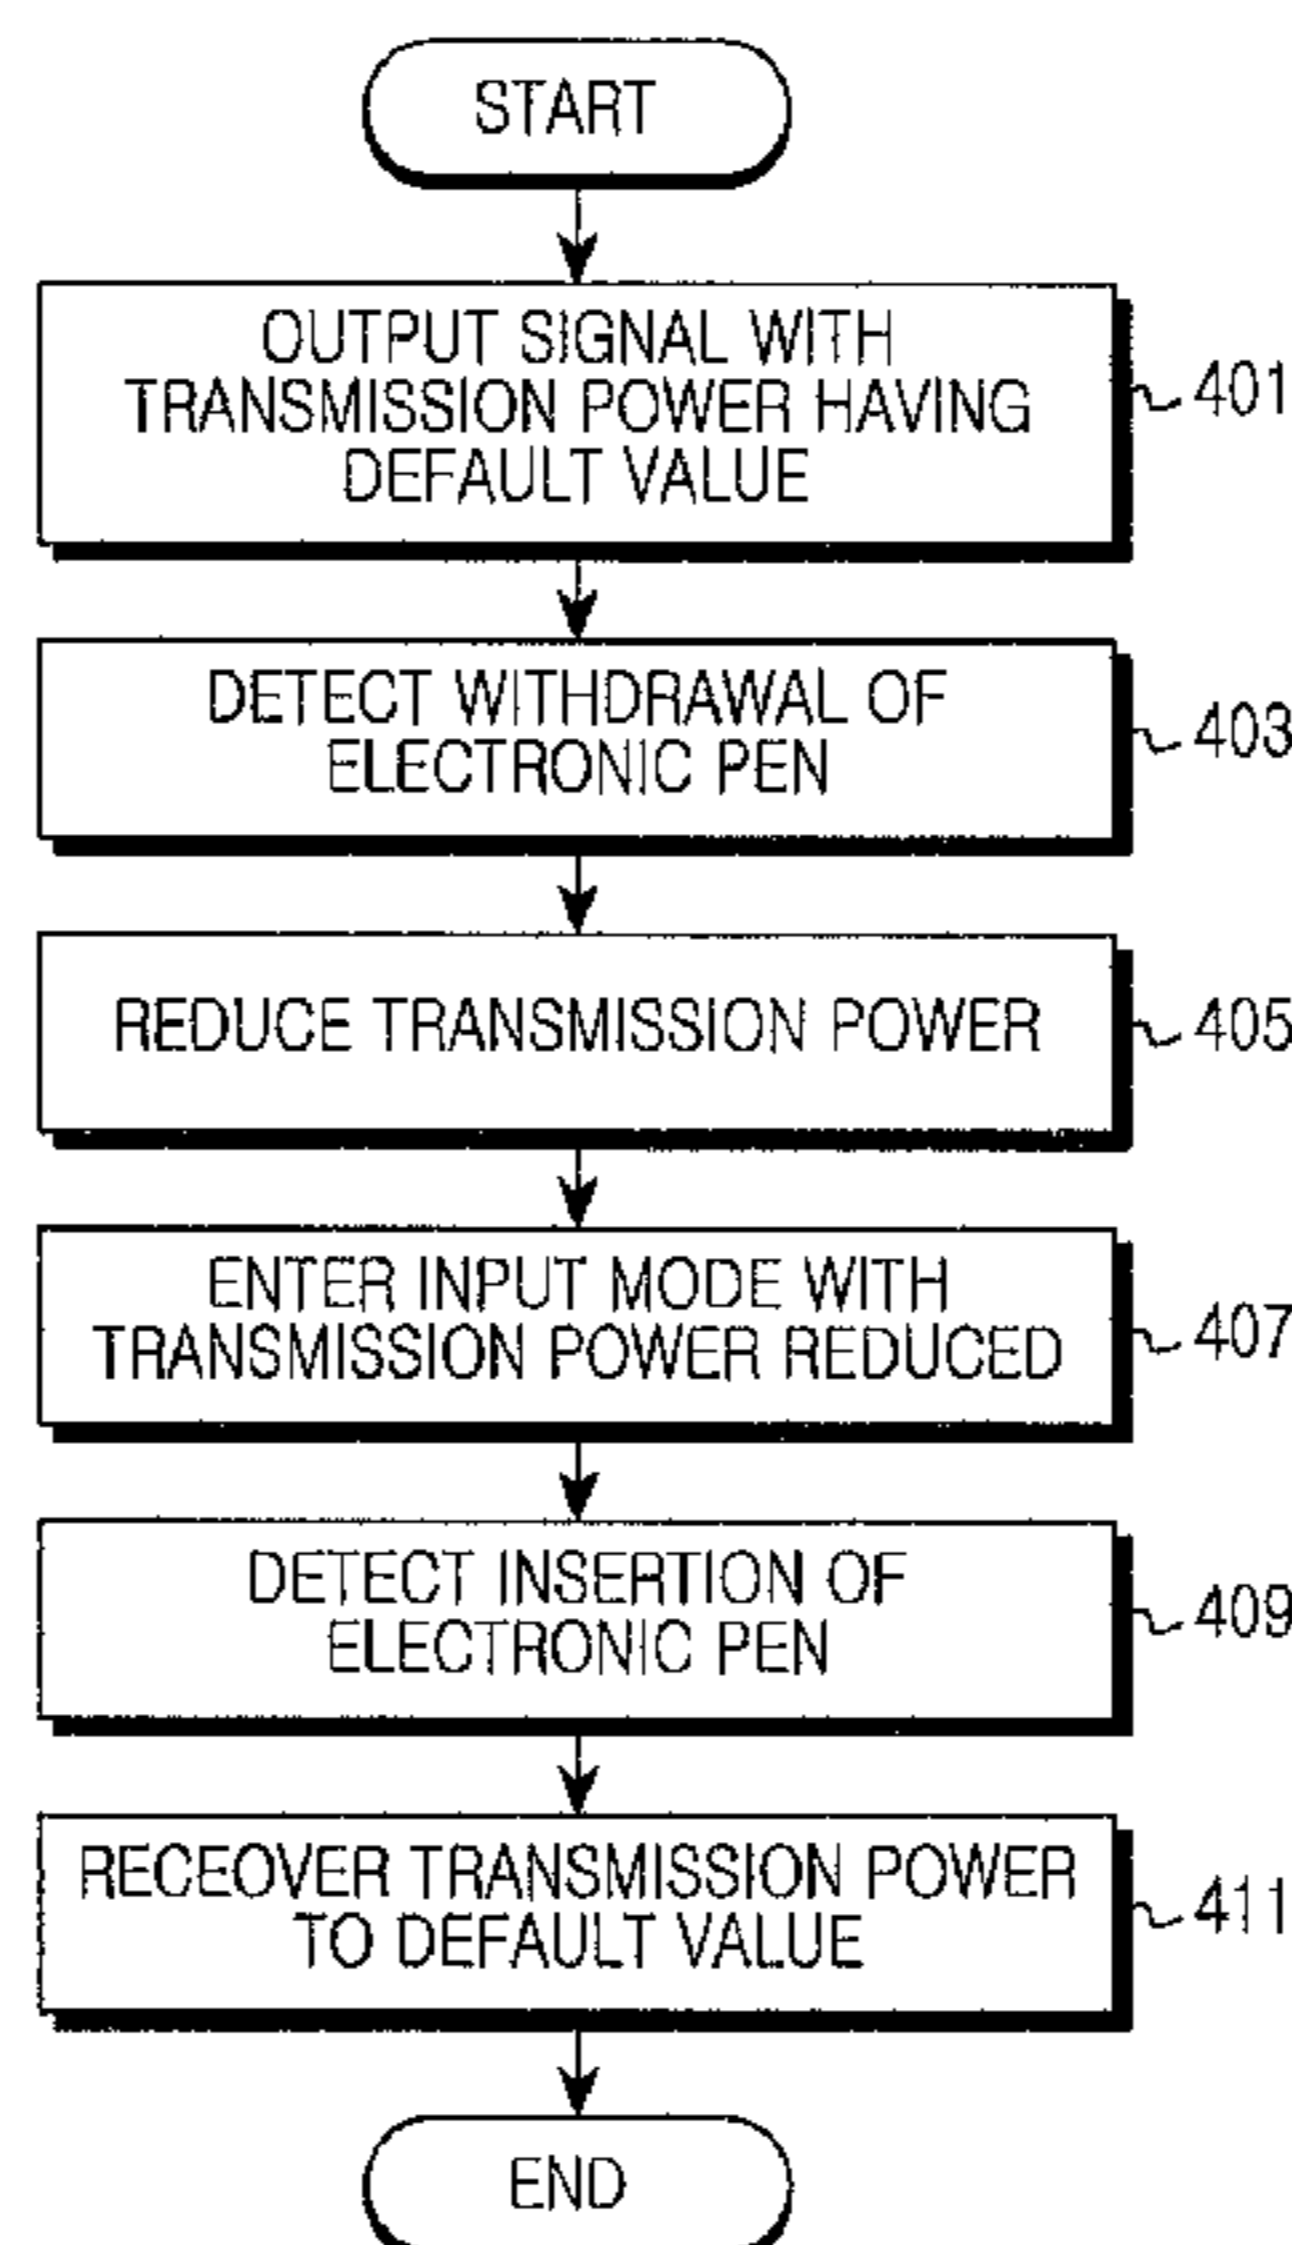 START
OUTPUT SIGNAL WITH
TRANSMISSION POWER HAVING
DEFAULT VALUE
401
DETECT WITHDRAWAL OF
ELECTRONIC PEN
403
REDUCE TRANSMISSION POWER
405
ENTER INPUT MODE WITH
TRANSMISSION POWER REDUCED
407
DETECT INSERTION OF
ELECTRONIC PEN
409
RECEOVER TRANSMISSION POWER
TO DEFAULT VALUE
411
END